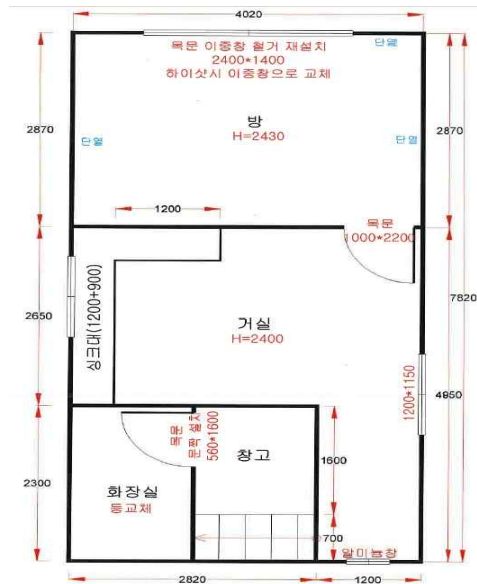 4020
목문 이중창 철거 재설치
2400*1400
하이샷시 이중창으로 교체
단열
방
H=2430
단열
단열
2870
2870
1200
목문
1000*2200
싱크대(1200+900)
2650
거실
H=2400
7820
4950
1200*1150
목문
문짝 설치
560*1600
창고
1600
화장실
등교체
2300
700
알미늄창
2820
1200